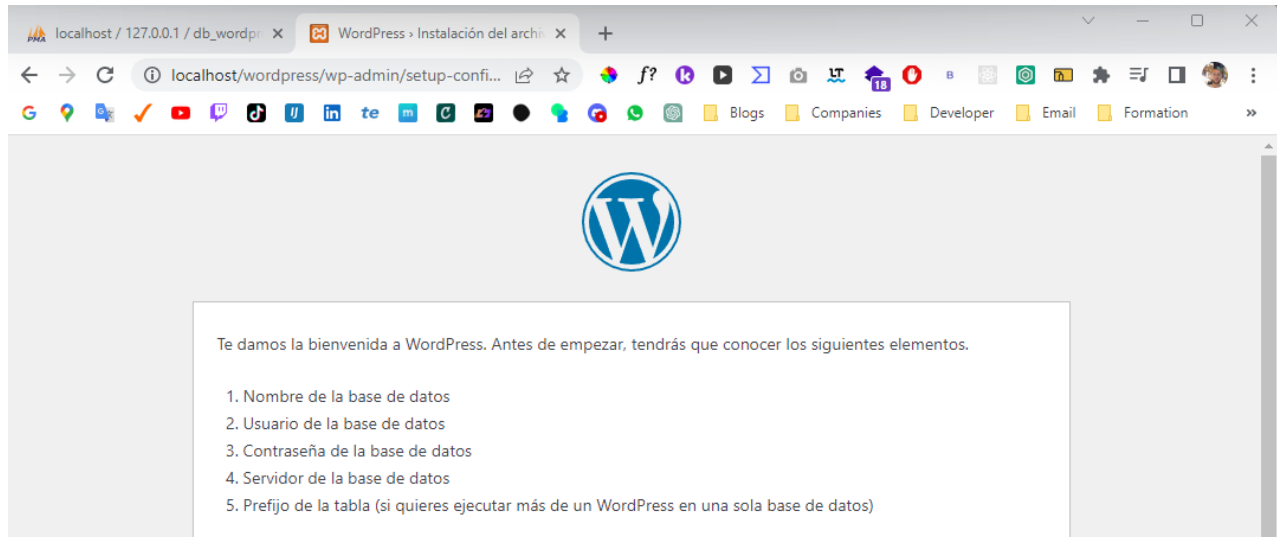 localhost / 127.0.0.1 / db_wordpr
WordPress › Instalación del archiv
localhost/wordpress/wp-admin/setup-confi...
18
Blogs
Companies
Developer
Email
Formation
Te damos la bienvenida a WordPress. Antes de empezar, tendrás que conocer los siguientes elementos.
1. Nombre de la base de datos
2. Usuario de la base de datos
3. Contraseña de la base de datos
4. Servidor de la base de datos
5. Prefijo de la tabla (si quieres ejecutar más de un WordPress en una sola base de datos)